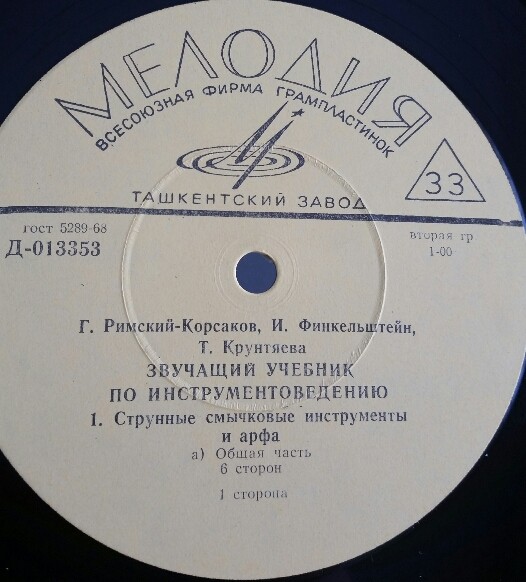 МЕЛОДИЯ
ВСЕСОЮЗНАЯ ФИРМА ГРАМПЛАСТИНОК
33
ТАШКЕНТСКИЙ ЗАВОД
гост 5289-68
вторая гр
Д-013353
1-00
Г. Римский-Корсаков, И. Финкельштейн,
Т. Крунтяева
ЗВУЧАЩИЙ УЧЕБНИК
ПО ИНСТРУМЕНТОВЕДЕНИЮ
1. Струнные смычковые инструменты
и арфа
а) Общая часть
6 сторон
1 сторона